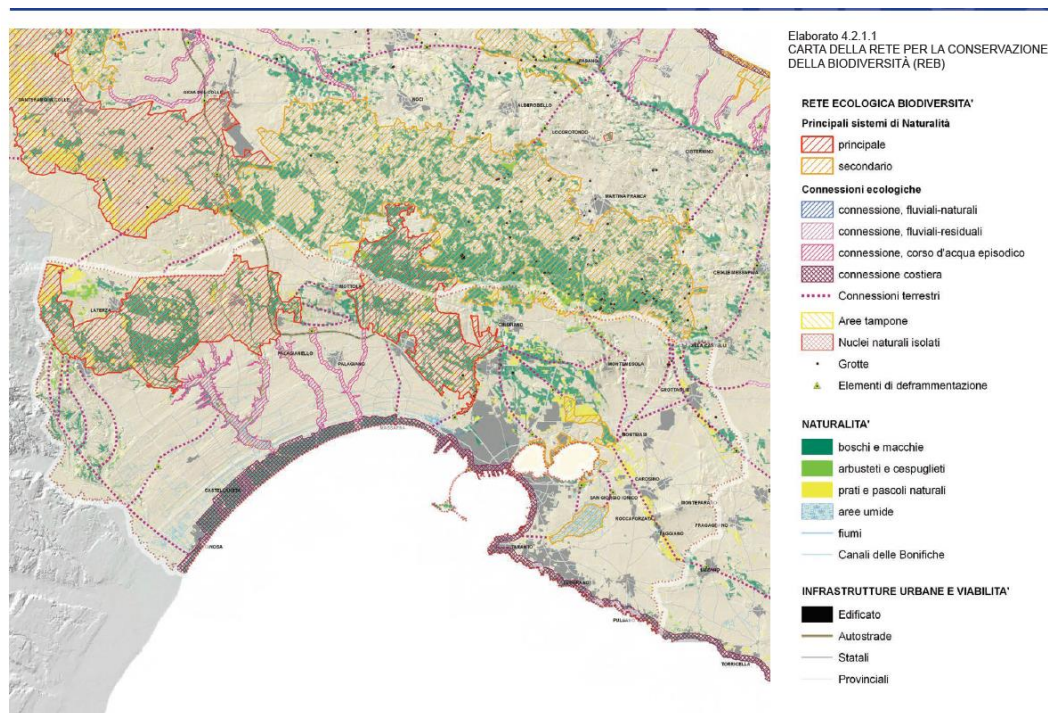 Elaborato 4.2.1.1
CARTA DELLA RETE PER LA CONSERVAZIONE
DELLA BIODIVERSITÀ (REB)
RETE ECOLOGICA BIODIVERSITA'
Principali sistemi di Naturalità
principale
secondario
Connessioni ecologiche
connessione, fluviali-naturali
connessione, fluviali-residuali
connessione, corso d'acqua episodico
connessione costiera
Connessioni terrestri
Aree tampone
Nuclei naturali isolati
Grotte
Elementi di deframmentazione
NATURALITA'
boschi e macchie
arbusteti e cespuglieti
prati e pascoli naturali
aree umide
fiumi
Canali delle Bonifiche
INFRASTRUTTURE URBANE E VIABILITA'
Edificato
Autostrade
Statali
Provinciali
NOCI
ALBEROBELLO
LOCOROTONDO
CISTERNINO
MARTINA FRANCA
LATERZA
MOTTOLA
PALAGIANELLO
PALAGIANO
MASSAFRA
MONTEMESOLA
GROTTAGLIE
CAROSINO
SAN GIORGIO IONICO
ROCCAFORZATA
MONTEPARANO
FRAGAGNANO
FAGGIANO
TARANTO
PULSANO
TORRICELLA